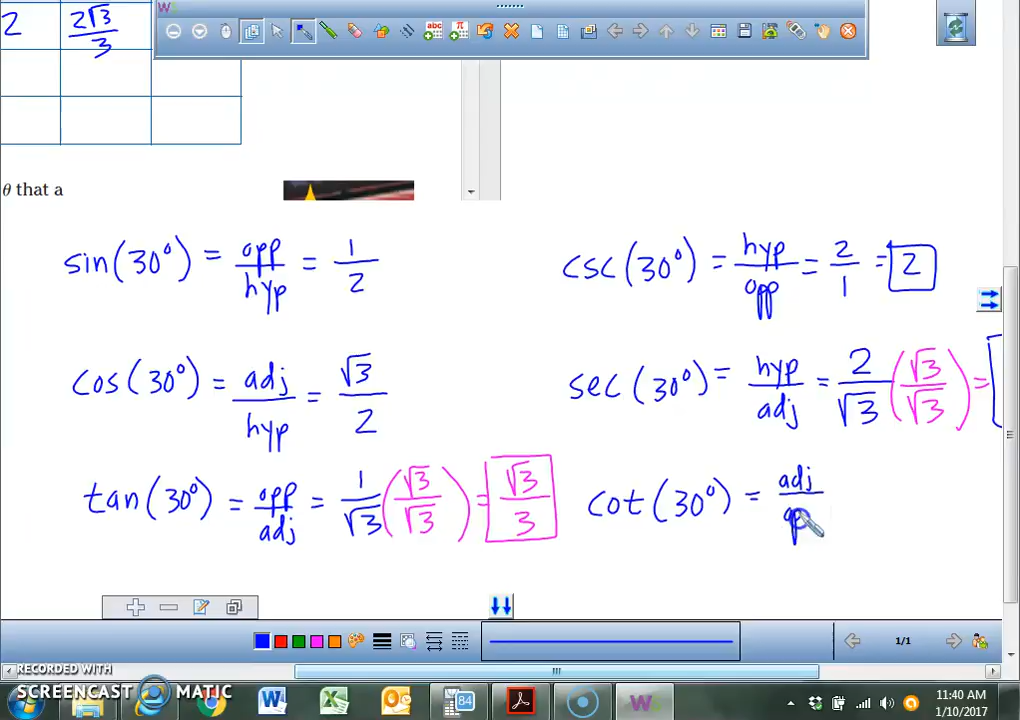 2 2√3/3
θ that a
sin(30°) = opp/hyp = 1/2
csc(30°) = hyp/opp = 2/1 = 2
cos(30°) = adj/hyp = √3/2
sec(30°) = hyp/adj = 2/√3 (√3/√3) =
tan(30°) = opp/adj = 1/√3 (√3/√3) = √3/3
cot(30°) = adj/op
1/1
RECORDED WITH
SCREENCAST MATIC
84
11:40 AM
1/10/2017